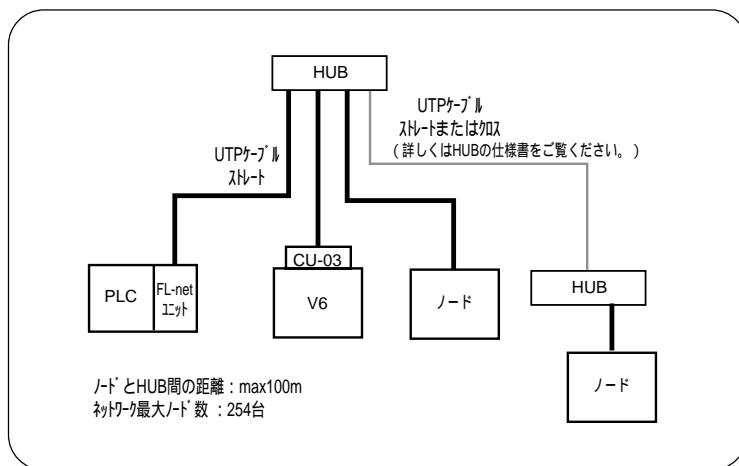 HUB
UTPケーブル
ストレートまたはクロス
(詳しくはHUBの仕様書をご覧ください。)
UTPケーブル
ストレート
PLC
FL-net
ユニット
CU-03
V6
ノード
HUB
ノード
ノードとHUB間の距離:max100m
ネットワーク最大ノード数 :254台